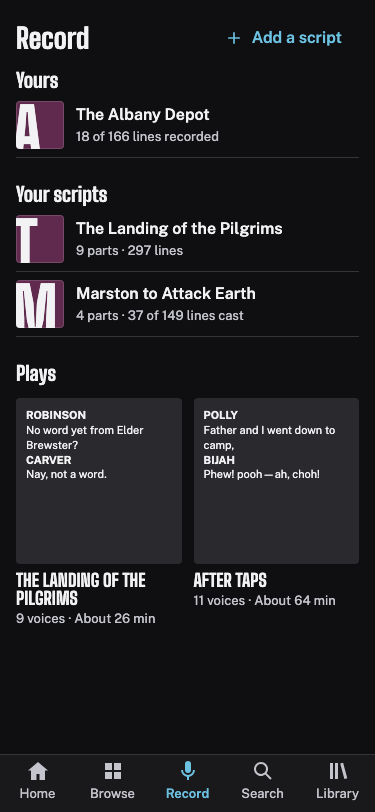 Record
+ Add a script
Yours
A
The Albany Depot
18 of 166 lines recorded
Your scripts
T
The Landing of the Pilgrims
9 parts · 297 lines
M
Marston to Attack Earth
4 parts · 37 of 149 lines cast
Plays
ROBINSON
No word yet from Elder
Brewster?
CARVER
Nay, not a word.
THE LANDING OF THE
PILGRIMS
9 voices · About 26 min
POLLY
Father and I went down to
camp,
BIJAH
Phew! pooh—ah, choh!
AFTER TAPS
11 voices · About 64 min
Home
Browse
Record
Search
Library